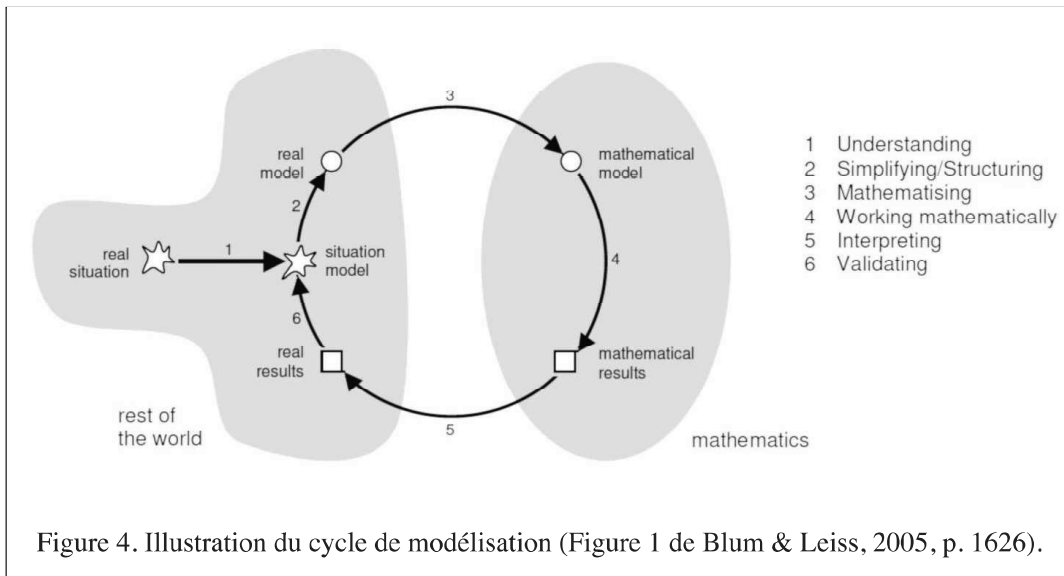 3
real
model
mathematical
model
2
1
real
situation
situation
model
4
6
real
results
mathematical
results
5
rest of
the world
mathematics
1 Understanding
2 Simplifying/Structuring
3 Mathematising
4 Working mathematically
5 Interpreting
6 Validating
Figure 4. Illustration du cycle de modélisation (Figure 1 de Blum & Leiss, 2005, p. 1626).